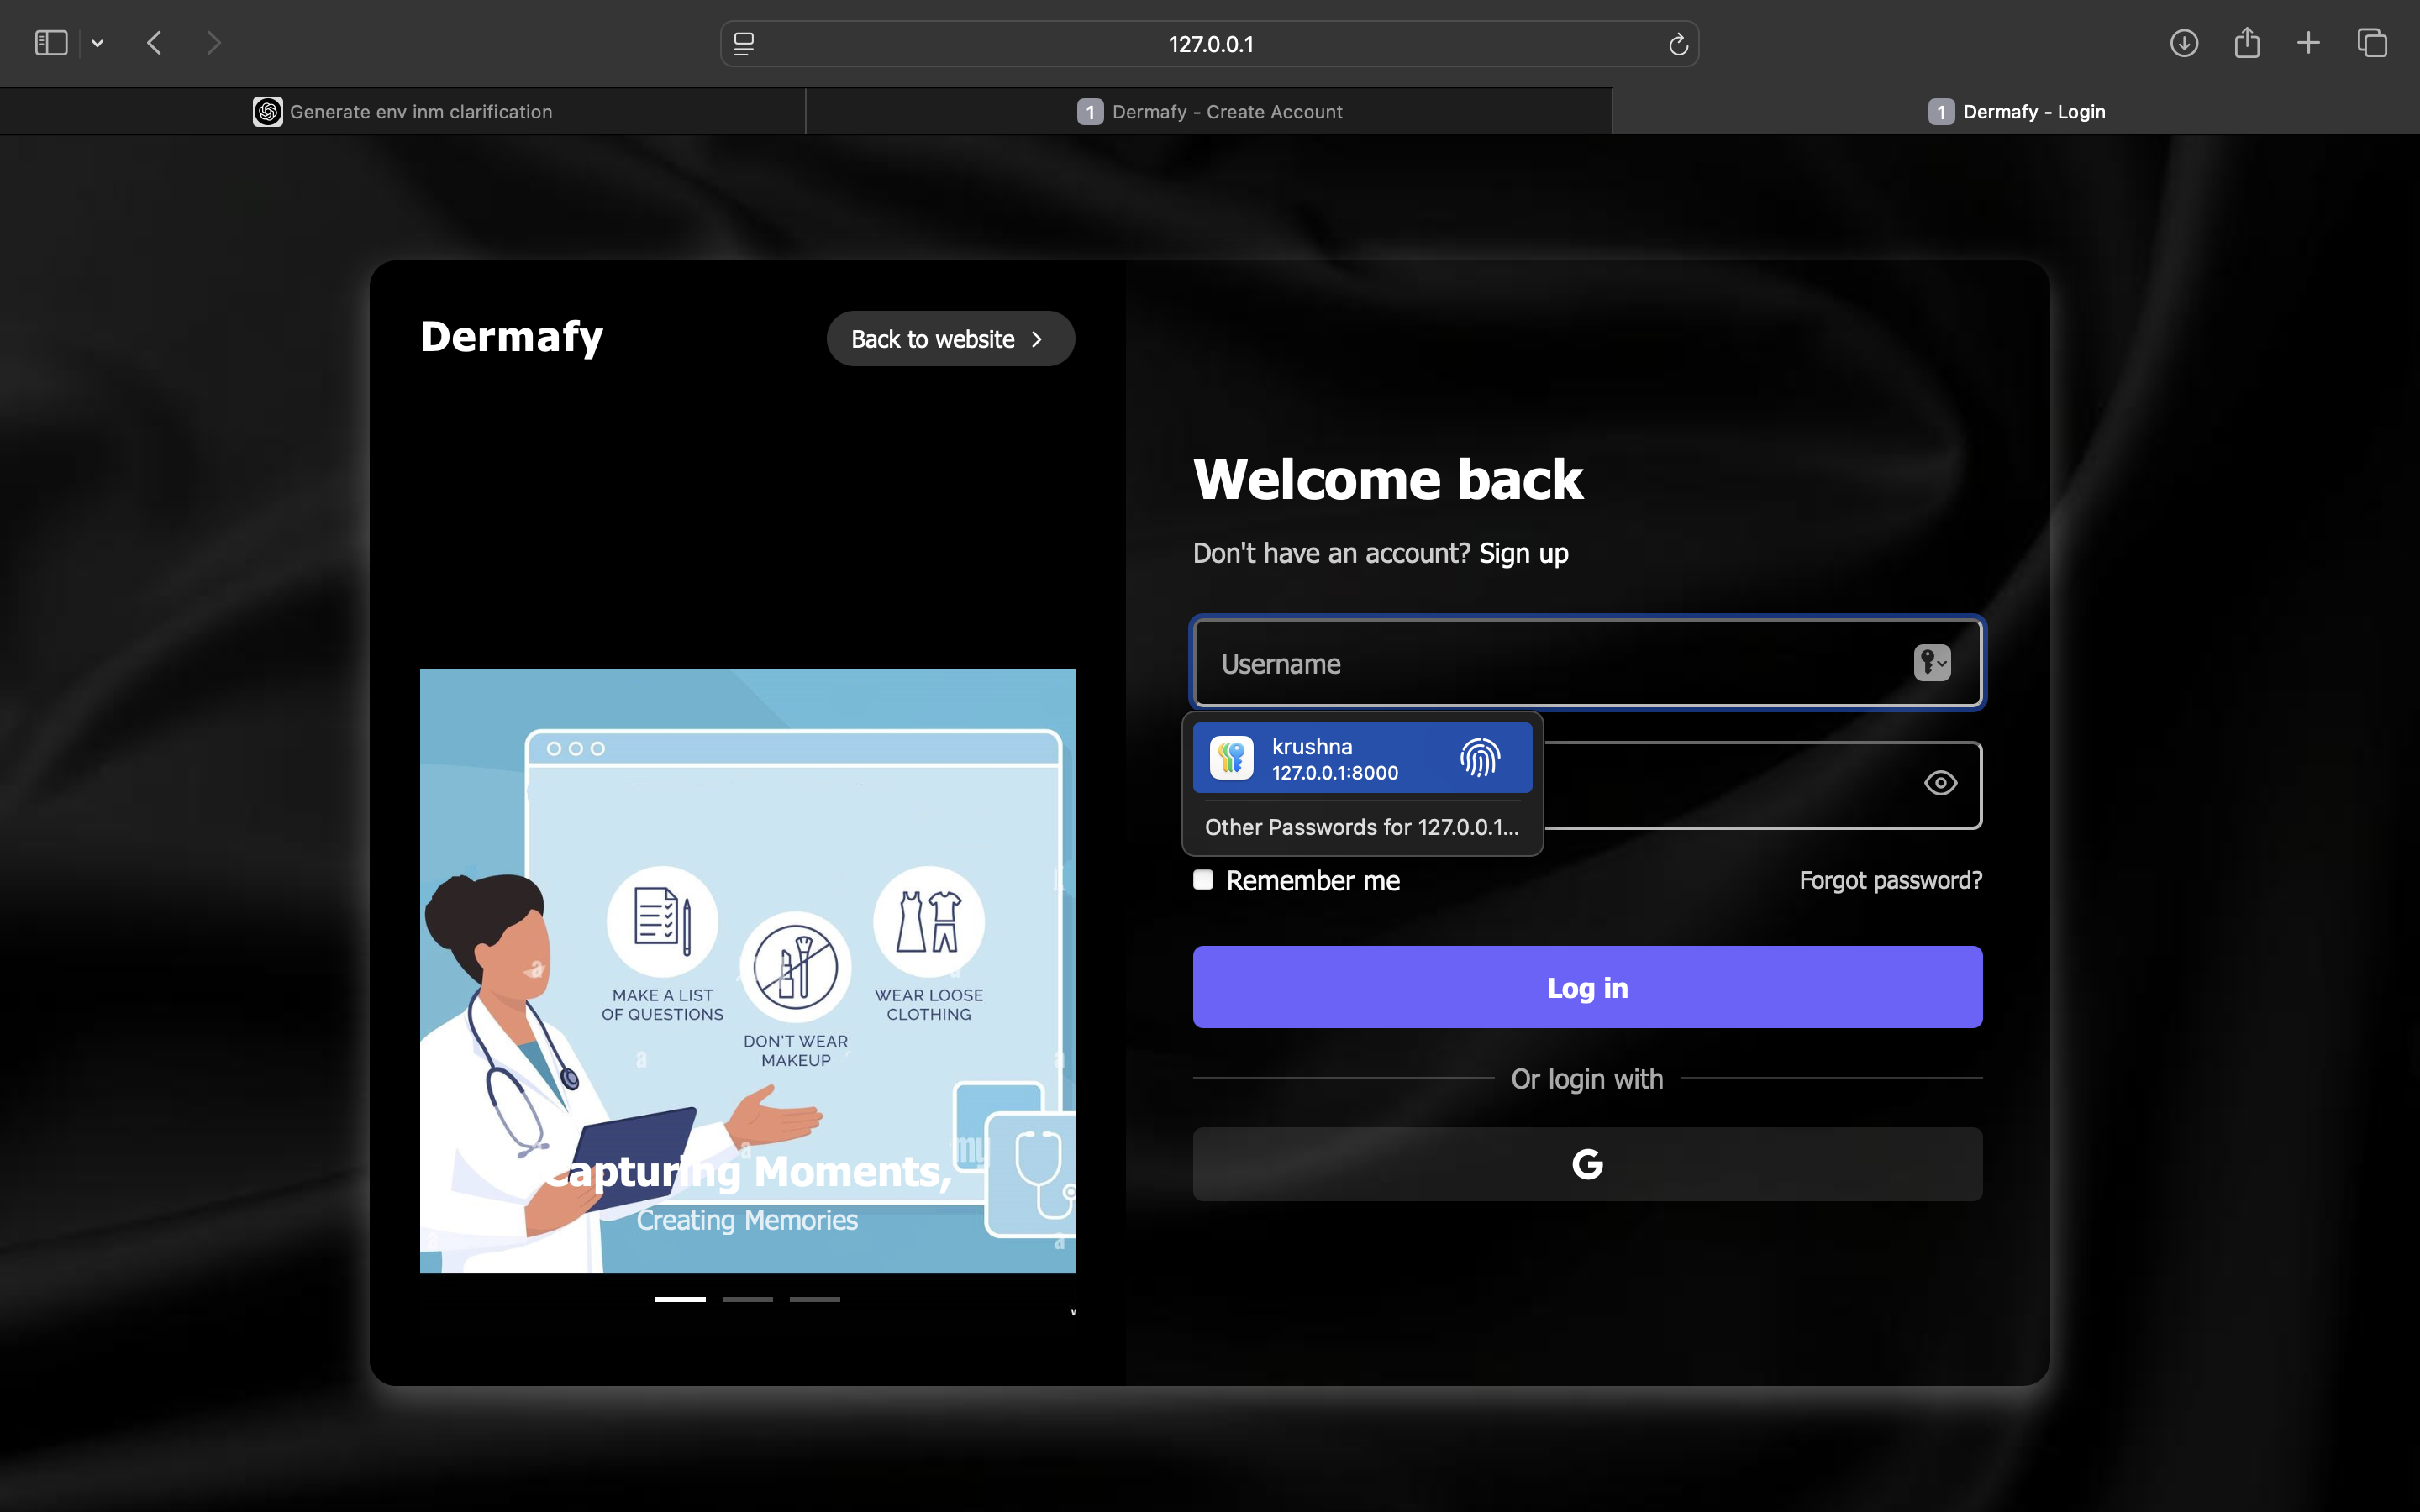 127.0.0.1
Generate env inm clarification
1 Dermafy - Create Account
1 Dermafy - Login
Dermafy
Back to website
MAKE A LIST
OF QUESTIONS
DON'T WEAR
MAKEUP
WEAR LOOSE
CLOTHING
Capturing Moments,
Creating Memories
Welcome back
Don't have an account? Sign up
Username
krushna
127.0.0.1:8000
Other Passwords for 127.0.0.1...
Remember me
Forgot password?
Log in
Or login with
G